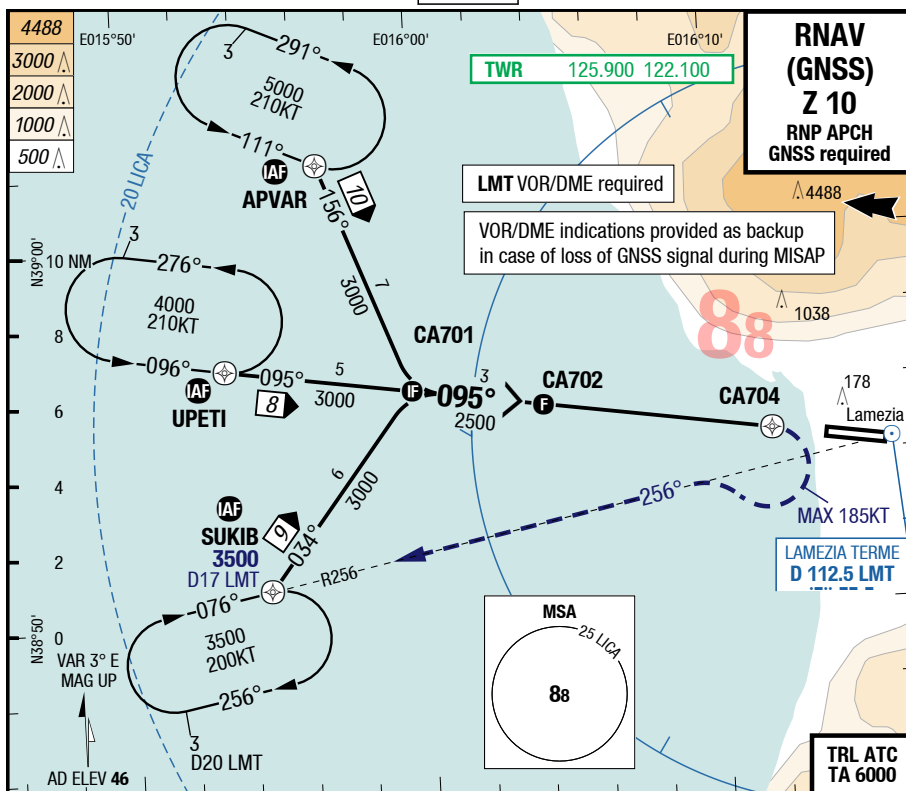 4488
3000
2000
1000
500
E015°50'
E016°00'
E016°10'
RNAV
(GNSS)
Z 10
RNP APCH
GNSS required
TWR 125.900 122.100
LMT VOR/DME required
VOR/DME indications provided as backup
in case of loss of GNSS signal during MISAP
4488
1038
88
178
Lamezia
20 LICA
3
291°
5000
210KT
111°
IAF
APVAR
10
156°
7
3000
N39°00'
10 NM
8
6
4
2
0
N38°50'
3
276°
4000
210KT
096°
IAF
UPETI
095°
5
3000
8
CA701
IF
095°
3
2500
F
CA702
CA704
6
3000
IAF
SUKIB
3500
D17 LMT
9
034°
R256
256°
MAX 185KT
LAMEZIA TERME
D 112.5 LMT
076°
3500
200KT
256°
3
D20 LMT
MSA
25 LICA
88
VAR 3° E
MAG UP
AD ELEV 46
TRL ATC
TA 6000